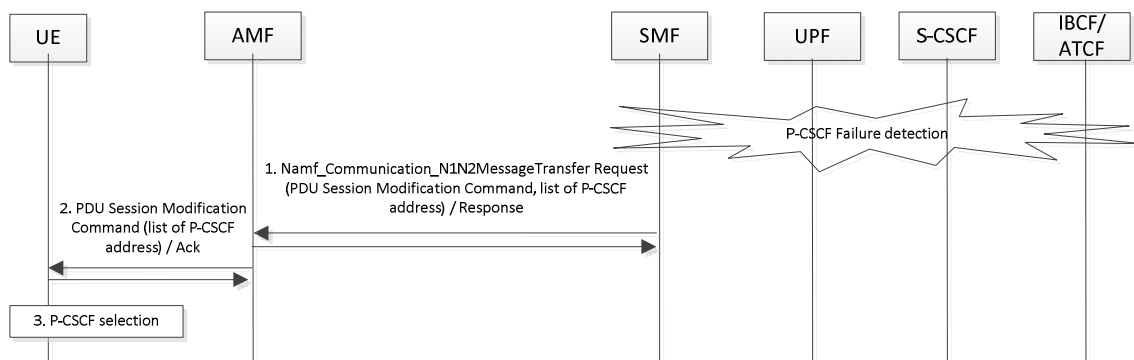 UE
AMF
SMF
UPF
S-CSCF
IBCF/
ATCF
P-CSCF Failure detection
1. Namf_Communication_N1N2MessageTransfer Request
(PDU Session Modification Command, list of P-CSCF
address) / Response
2. PDU Session Modification
Command (list of P-CSCF
address) / Ack
3. P-CSCF selection